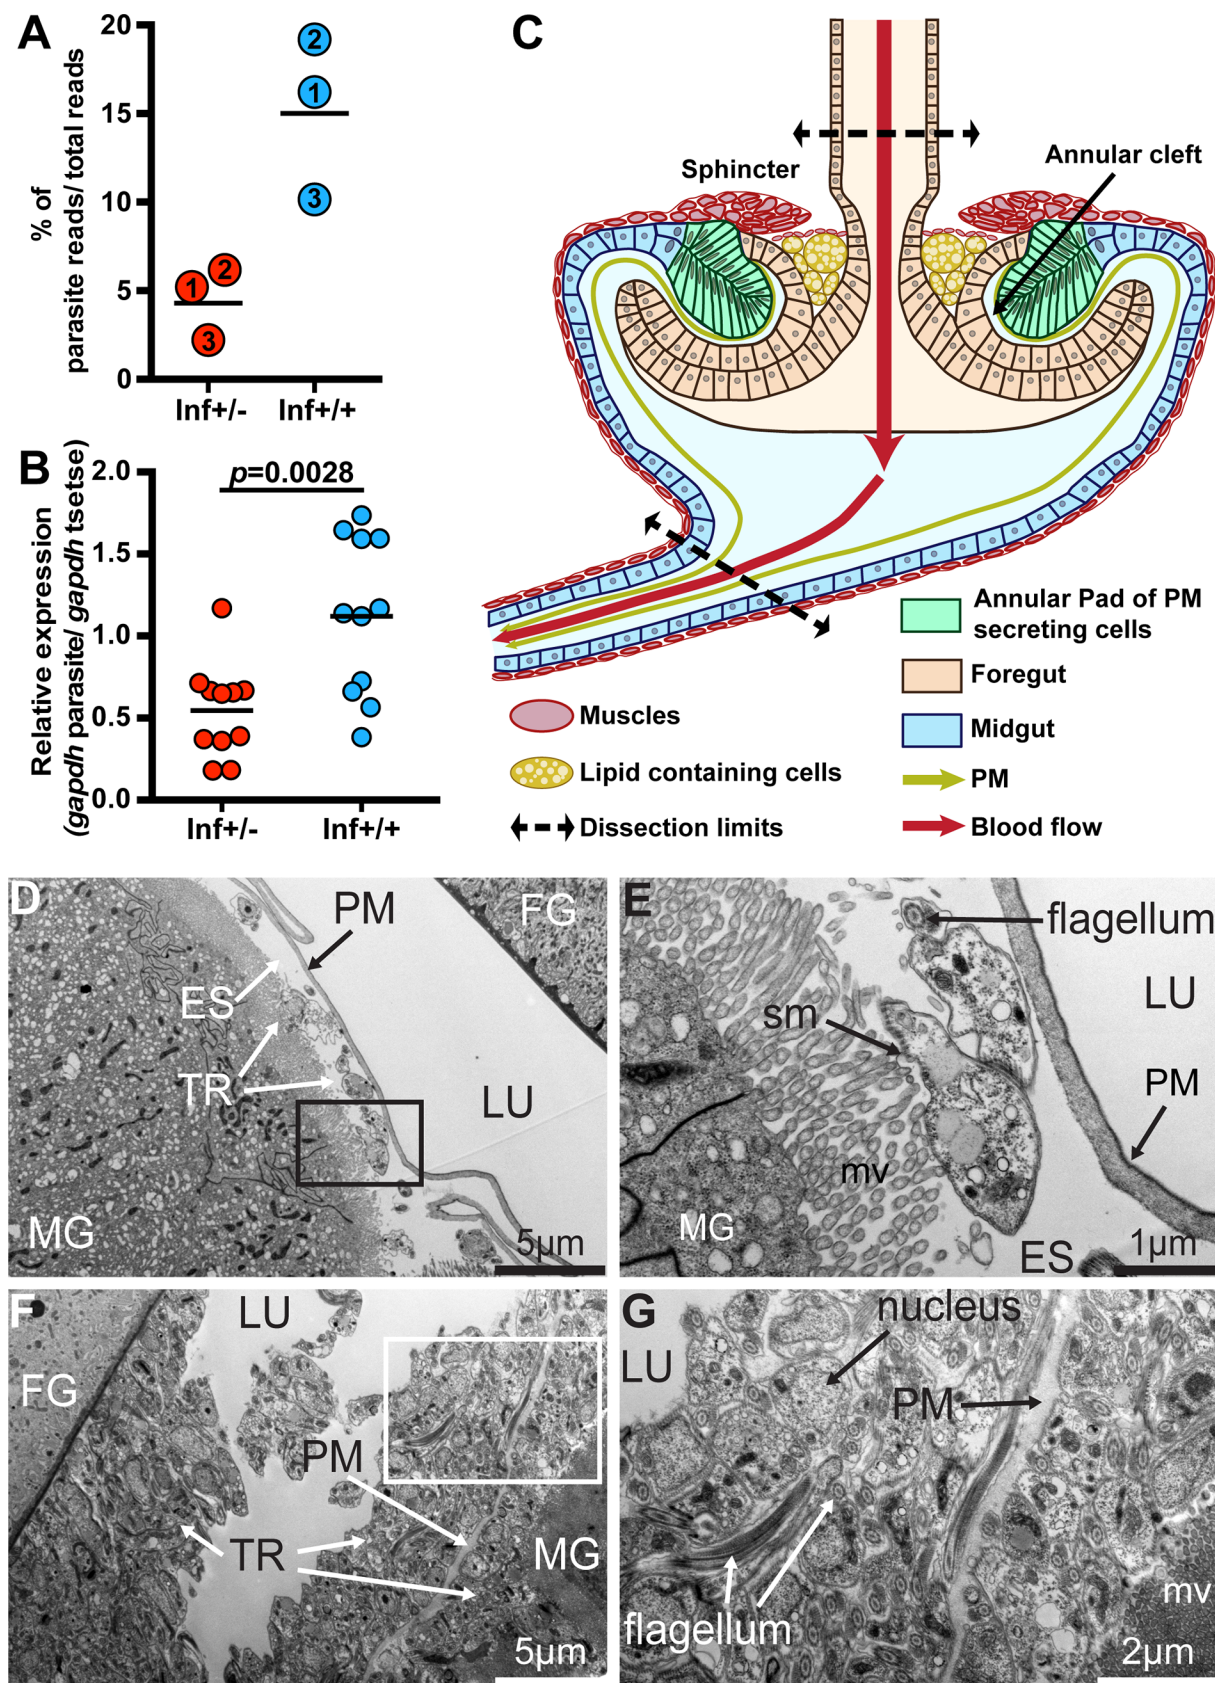 A
% of
parasite reads/ total reads
20
15
10
5
0
2
1
3
1
2
3
Inf+/-
Inf+/+
B
Relative expression
(gapdh parasite/ gapdh tsetse)
p=0.0028
2.0
1.5
1.0
0.5
0.0
Inf+/-
Inf+/+
C
Sphincter
Annular cleft
Muscles
Lipid containing cells
Dissection limits
Annular Pad of PM
secreting cells
Foregut
Midgut
PM
Blood flow
D
PM
FG
ES
TR
LU
MG
5µm
E
flagellum
LU
sm
PM
mv
MG
ES
1µm
F
LU
FG
PM
TR
MG
5µm
G
nucleus
LU
PM
flagellum
mv
2µm